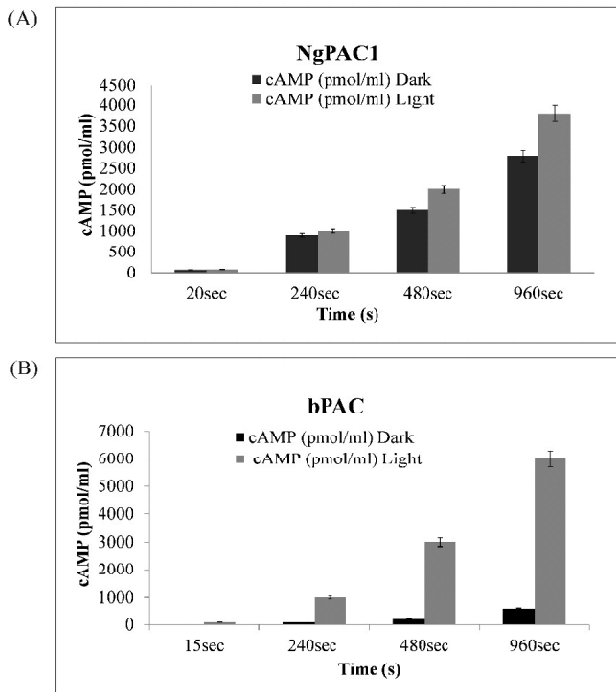 (A)
NgPAC1
cAMP (pmol/ml) Dark
cAMP (pmol/ml) Light
cAMP (pmol/ml)
4500
4000
3500
3000
2500
2000
1500
1000
500
0
20sec 240sec 480sec 960sec
Time (s)
(B)
bPAC
cAMP (pmol/ml) Dark
cAMP (pmol/ml) Light
cAMP (pmol/ml)
7000
6000
5000
4000
3000
2000
1000
0
15sec 240sec 480sec 960sec
Time (s)